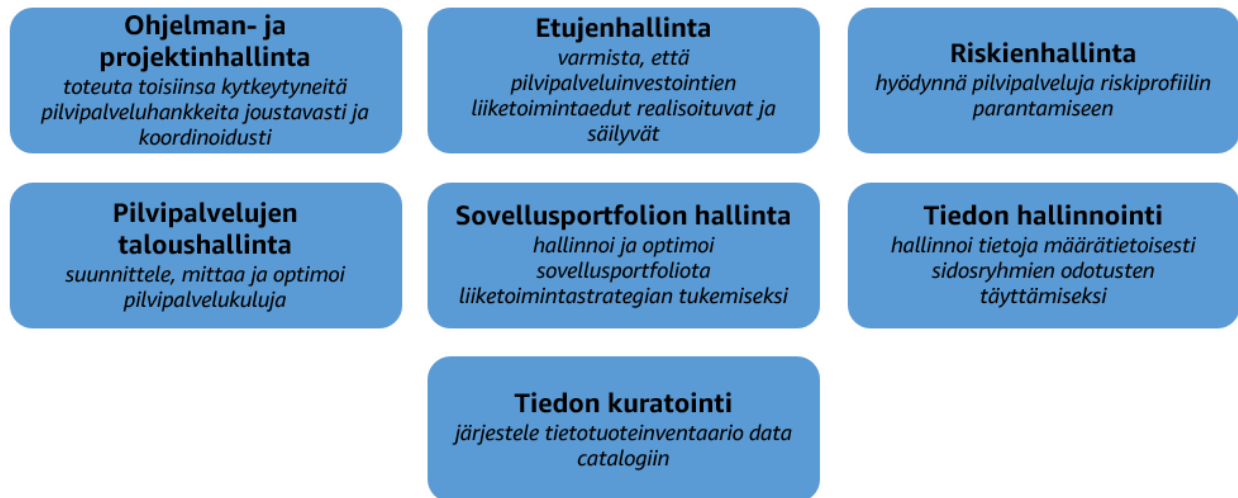 Ohjelman- ja
projektinhallinta
toteuta toisiinsa kytkeytyneitä
pilvipalveluhankkeita joustavasti ja
koordinoidusti
Etujenhallinta
varmista, että
pilvipalveluinvestointien
liiketoimintaedut realisoituvat ja
säilyvät
Riskienhallinta
hyödynnä pilvipalveluja riskiprofiilin
parantamiseen
Pilvipalvelujen
taloushallinta
suunnittele, mittaa ja optimoi
pilvipalvelukuluja
Sovellusportfolion hallinta
hallinnoi ja optimoi
sovellusportfoliota
liiketoimintastrategian tukemiseksi
Tiedon hallinnointi
hallinnoi tietoja määrätietoisesti
sidosryhmien odotusten
täyttämiseksi
Tiedon kuratointi
järjestele tietotuoteinventaario data
catalogiin